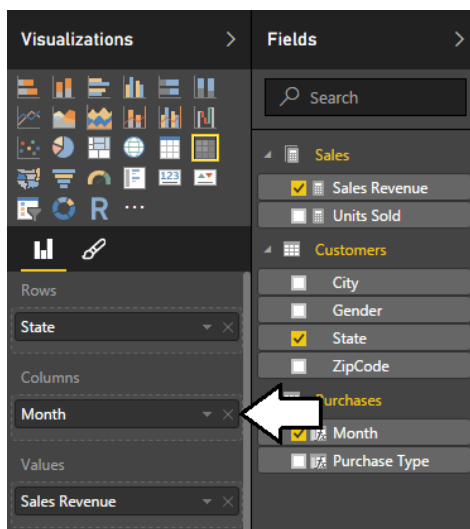 Visualizations
123
R
Rows
State
Columns
Month
Values
Sales Revenue
Fields
Search
Sales
Sales Revenue
Units Sold
Customers
City
Gender
State
ZipCode
Purchases
Month
Purchase Type